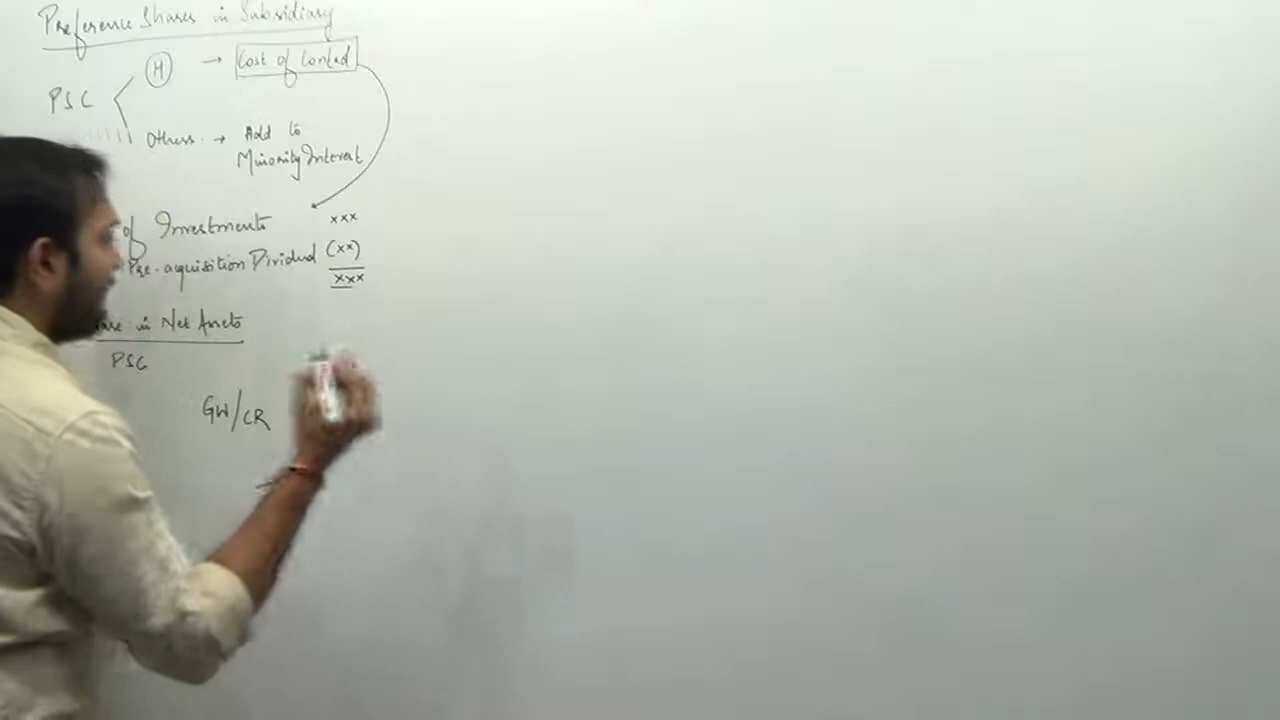 Preference Shares in Subsidiary
PSC
H → Cost of Control
Others → Add to
Minority Interest
of Investments xxx
Pre-acquisition Dividend (xx)
xxx
in Net Assets
PSC
GW/CR